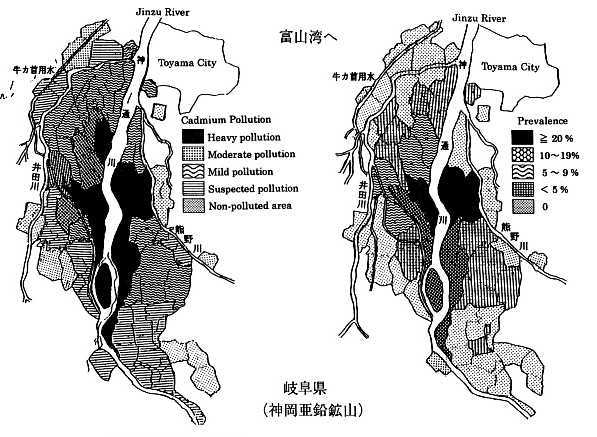 Jinzu River
富山湾へ
牛カ首用水
神
Toyama City
通
川
井
田
川
熊
野
川
Cadmium Pollution
Heavy pollution
Moderate pollution
Mild pollution
Suspected pollution
Non-polluted area
Jinzu River
牛カ首用水
神
Toyama City
通
川
井
田
川
熊
野
川
Prevalence
≧ 20 %
10〜19%
5 〜 9 %
< 5 %
0
岐阜県
(神岡亜鉛鉱山)